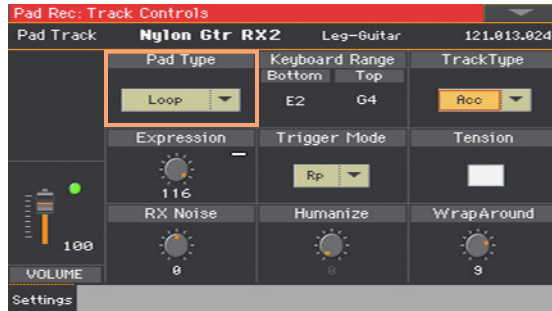 Pad Rec: Track Controls
Pad Track Nylon Gtr RX2 Leg-Guitar 121.013.024
Pad Type Keyboard Range TrackType
Bottom Top
Loop E2 G4 Acc
Expression Trigger Mode Tension
Rp
116
RX Noise Humanize WrapAround
100
VOLUME 0 0 9
Settings